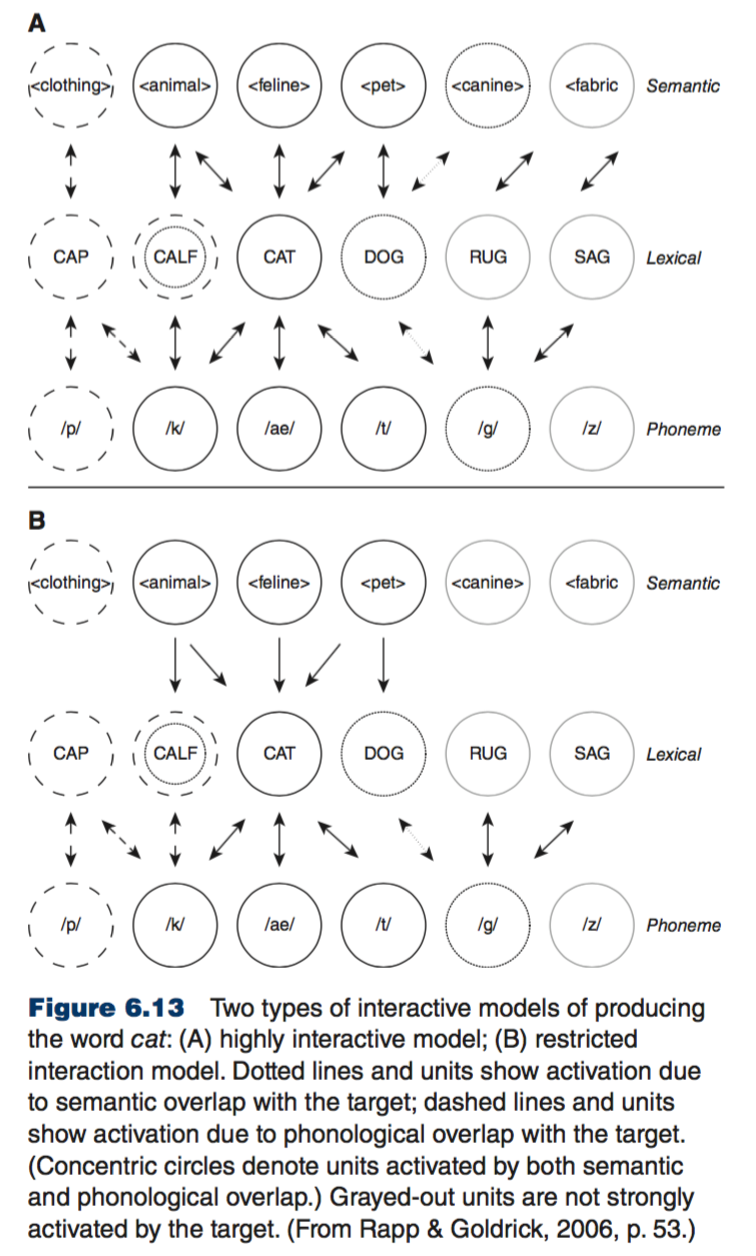 A
<clothing> <animal> <feline> <pet> <canine> <fabric Semantic
CAP CALF CAT DOG RUG SAG Lexical
/p/ /k/ /ae/ /t/ /g/ /z/ Phoneme
B
<clothing> <animal> <feline> <pet> <canine> <fabric Semantic
CAP CALF CAT DOG RUG SAG Lexical
/p/ /k/ /ae/ /t/ /g/ /z/ Phoneme
Figure 6.13 Two types of interactive models of producing
the word cat: (A) highly interactive model; (B) restricted
interaction model. Dotted lines and units show activation due
to semantic overlap with the target; dashed lines and units
show activation due to phonological overlap with the target.
(Concentric circles denote units activated by both semantic
and phonological overlap.) Grayed-out units are not strongly
activated by the target. (From Rapp & Goldrick, 2006, p. 53.)